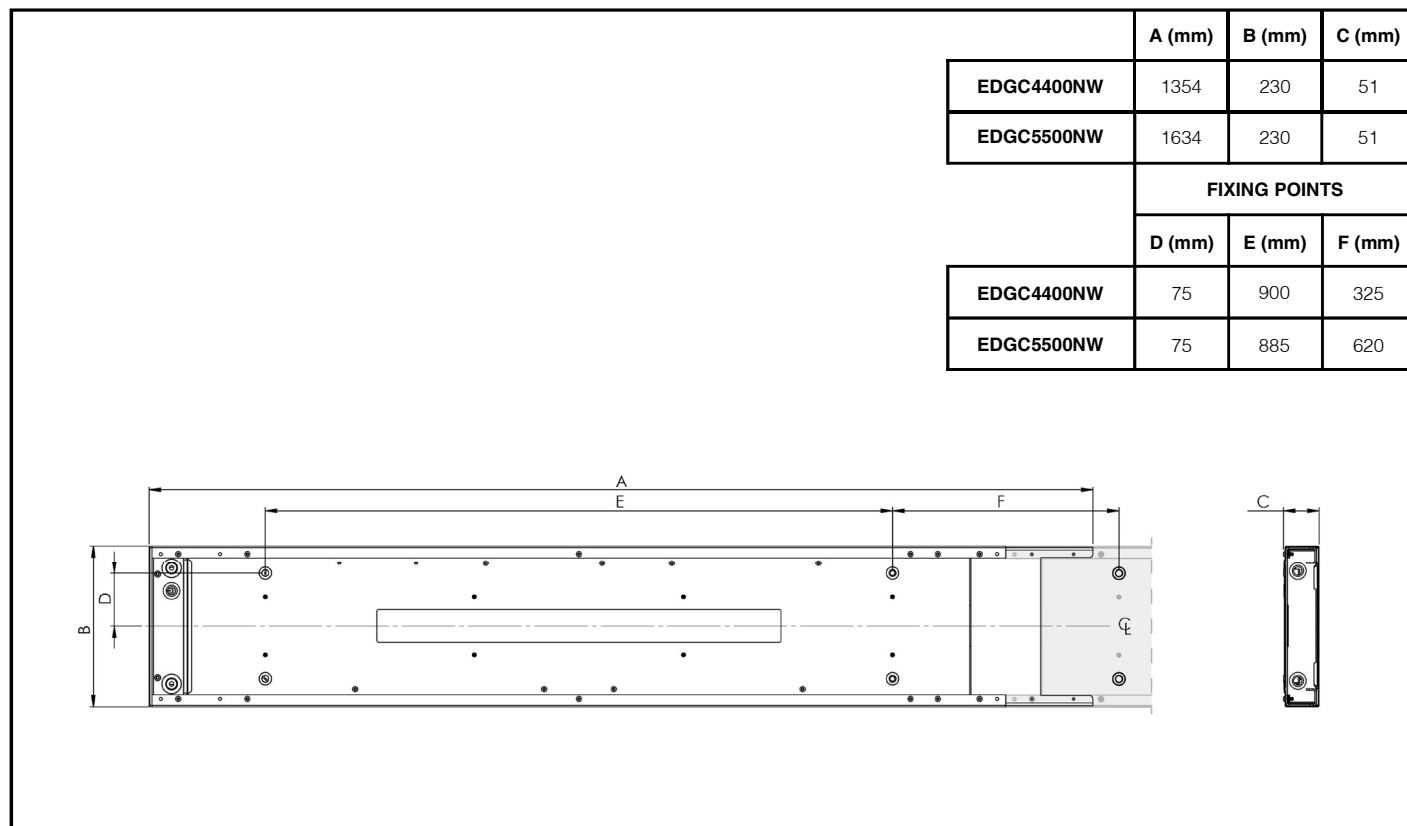 A (mm) B (mm) C (mm)
EDGC4400NW 1354 230 51
EDGC5500NW 1634 230 51
FIXING POINTS
D (mm) E (mm) F (mm)
EDGC4400NW 75 900 325
EDGC5500NW 75 885 620
A
E F C
D
B
℄